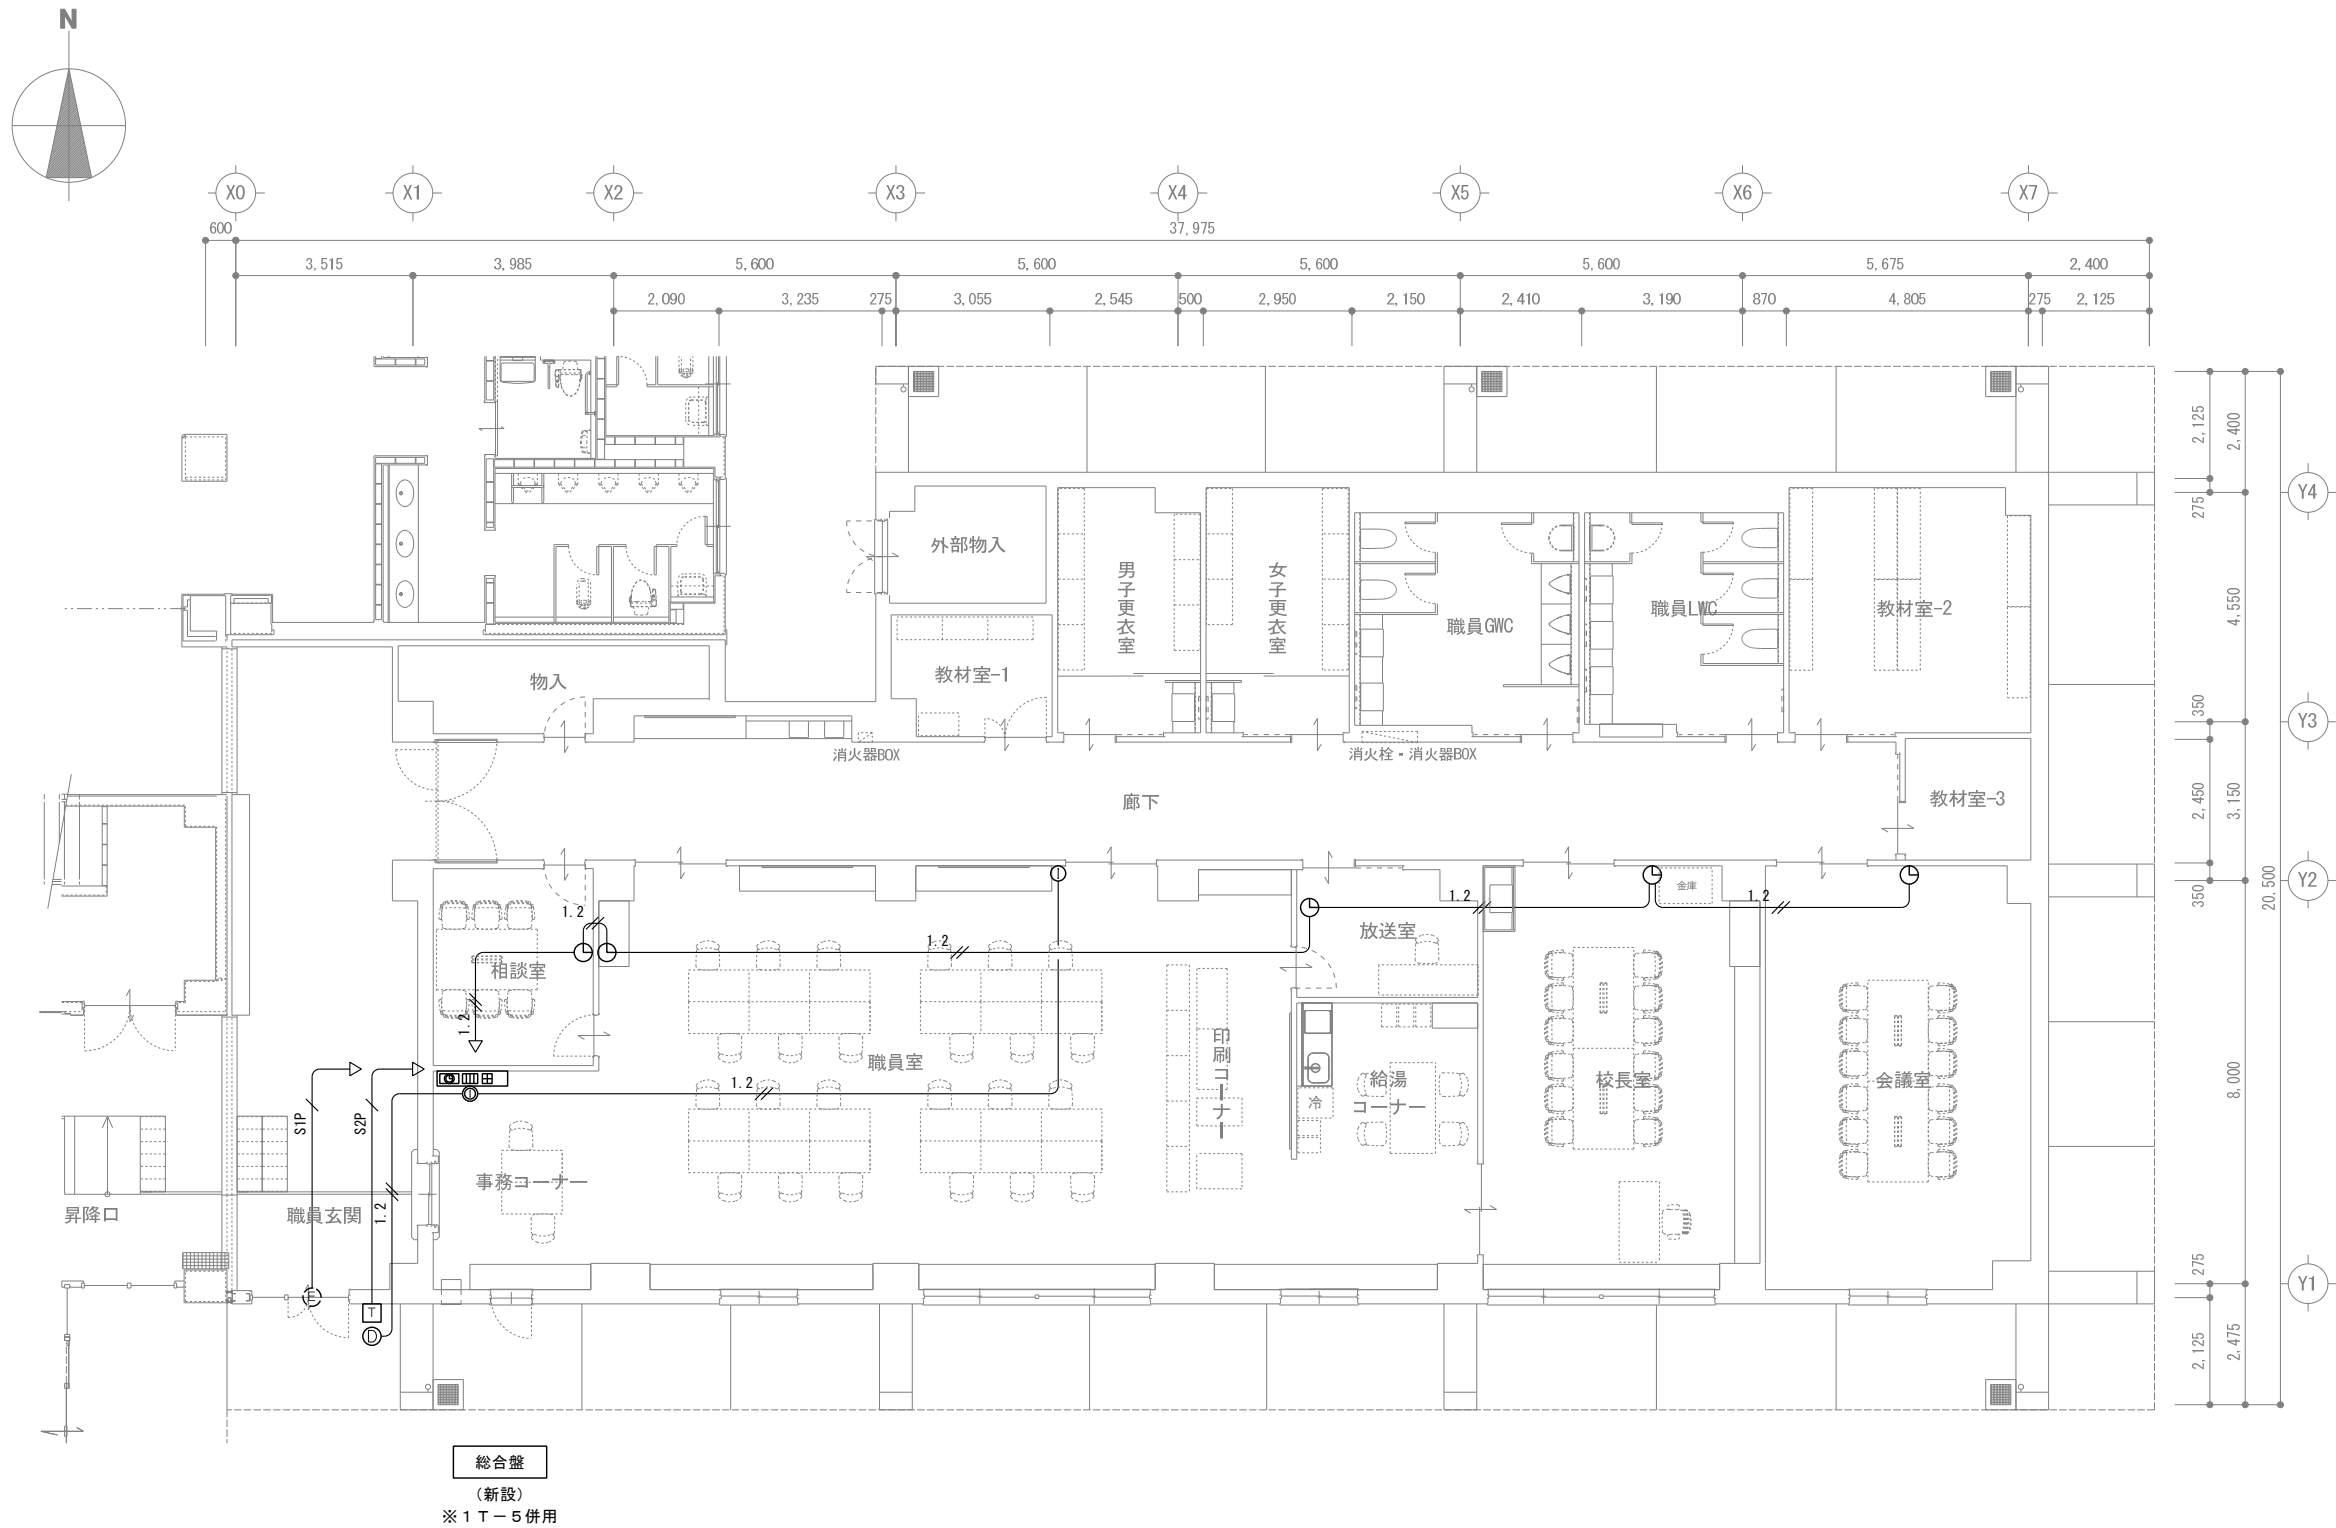 N
X0 X1 X2 X3 X4 X5 X6 X7
600 37,975
3,515 3,985 5,600 5,600 5,600 5,600 5,675 2,400
2,090 3,235 275 3,055 2,545 500 2,950 2,150 2,410 3,190 870 4,805 275 2,125
2,125
2,400
Y4
275
4,550
350
Y3
2,450
3,150
350
Y2
20,500
8,000
275
Y1
2,125
2,475
外部物入
男子更衣室
女子更衣室
職員GWC
職員LWC
教材室-2
教材室-1
物入
消火器BOX
消火栓・消火器BOX
廊下
教材室-3
金庫
1.2
1.2
1.2
1.2
放送室
相談室
1.2
職員室
印刷コーナー
給湯
コーナー
冷
校長室
会議室
1.2
S1P
S2P
1.2
事務コーナー
昇降口
職員玄関
E
T
D
総合盤
(新設)
※1T-5併用